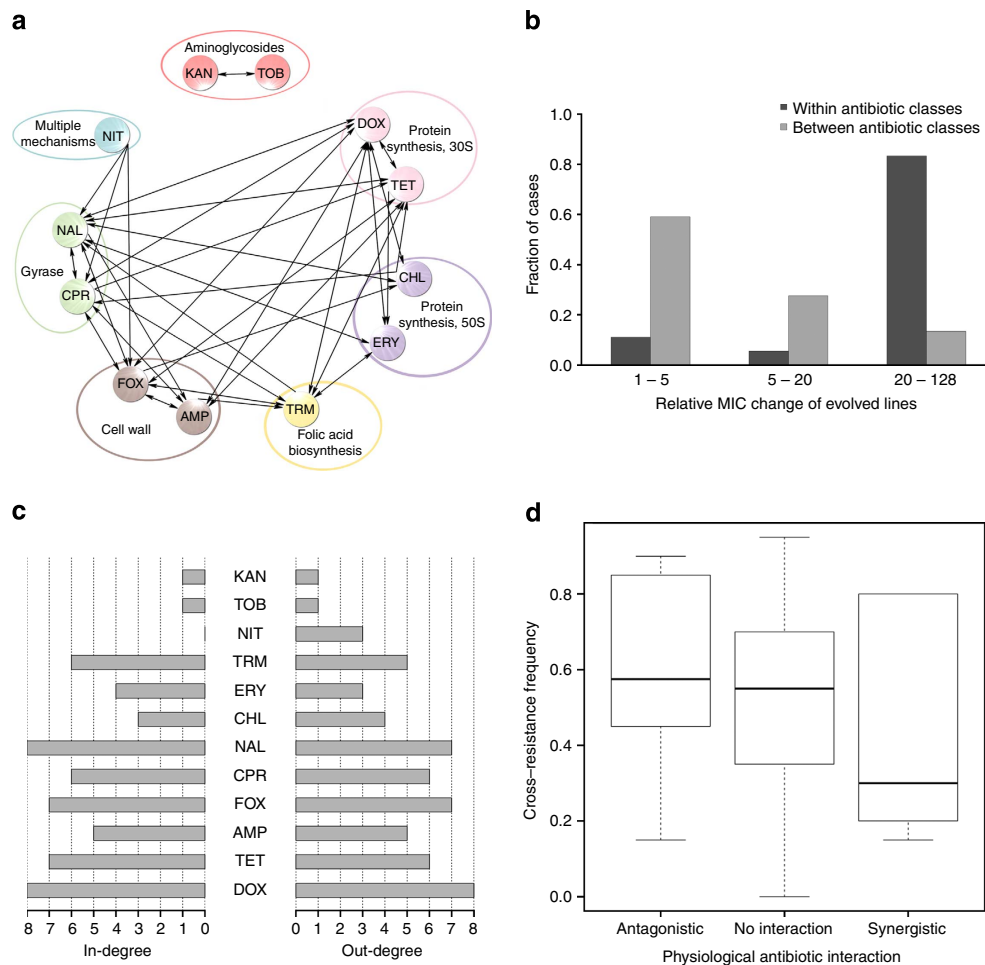 a
Aminoglycosides
KAN
TOB
Multiple
mechanisms
NIT
DOX
Protein
synthesis, 30S
TET
NAL
Gyrase
CPR
CHL
Protein
synthesis, 50S
ERY
FOX
AMP
Cell wall
TRM
Folic acid
biosynthesis
b
Within antibiotic classes
Between antibiotic classes
1.0
0.8
0.6
0.4
0.2
0.0
Fraction of cases
1 – 5
5 – 20
20 – 128
Relative MIC change of evolved lines
c
KAN
TOB
NIT
TRM
ERY
CHL
NAL
CPR
FOX
AMP
TET
DOX
8 7 6 5 4 3 2 1 0
0 1 2 3 4 5 6 7 8
In-degree
Out-degree
d
0.8
0.6
0.4
0.2
0.0
Cross–resistance frequency
Antagonistic
No interaction
Synergistic
Physiological antibiotic interaction